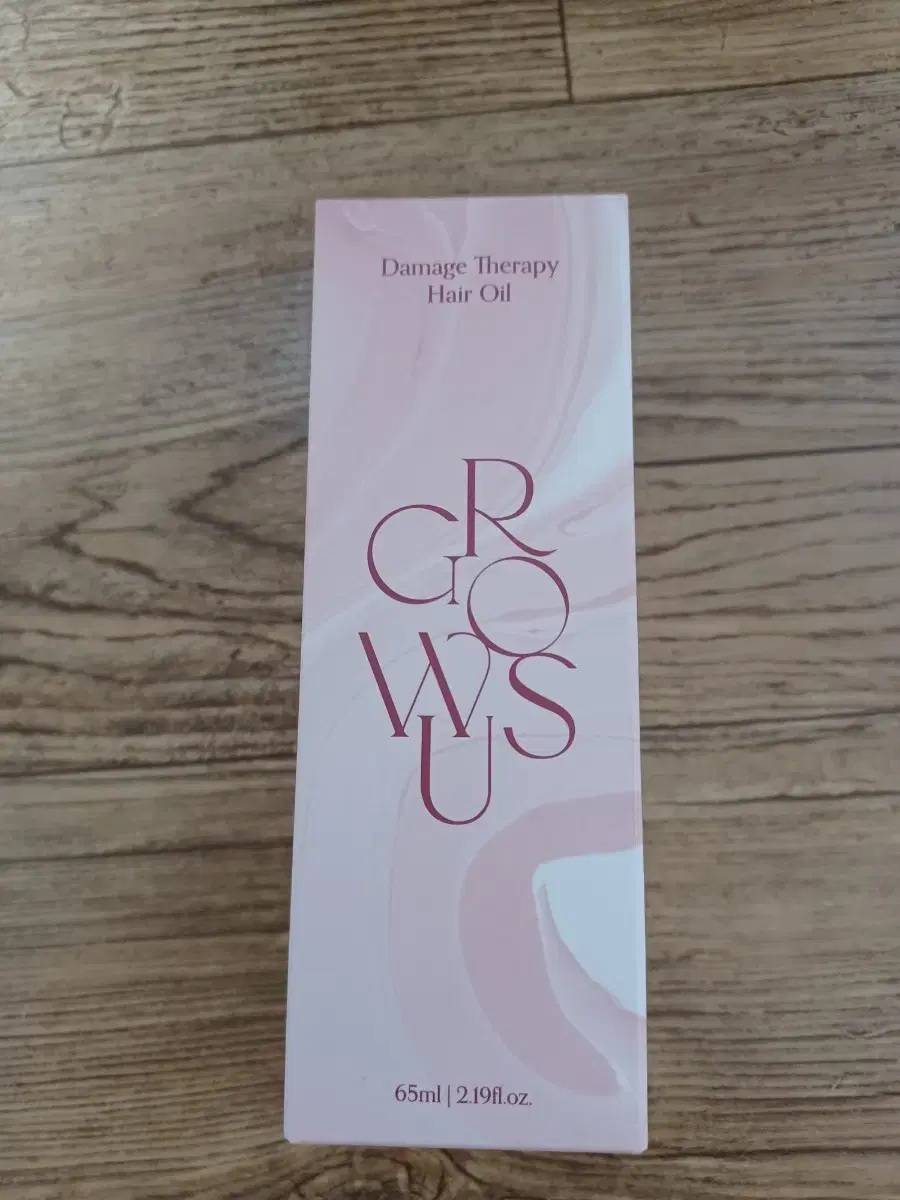 Damage Therapy
Hair Oil
GROWUS
65ml | 2.19fl.oz.